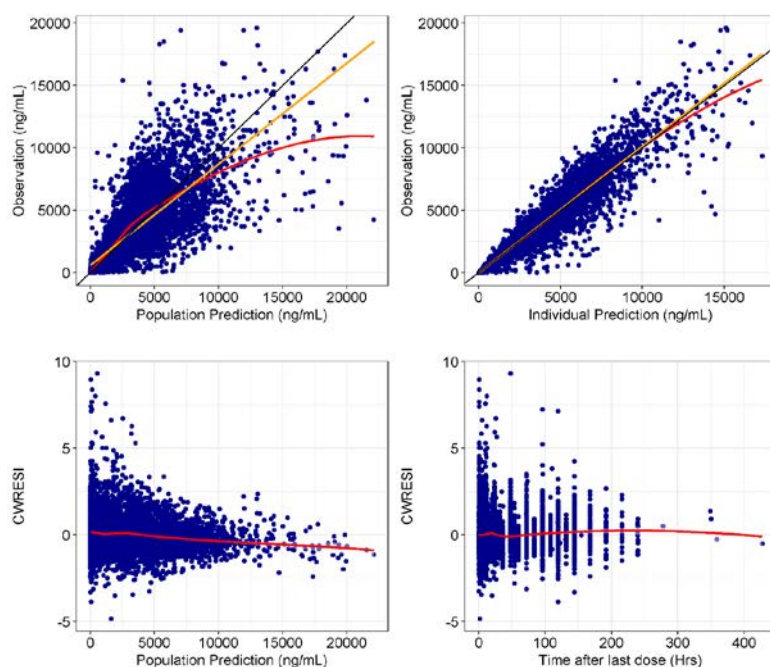 20000
15000
10000
5000
0
Observation (ng/mL)
0 5000 10000 15000 20000
Population Prediction (ng/mL)
20000
15000
10000
5000
0
Observation (ng/mL)
0 5000 10000 15000
Individual Prediction (ng/mL)
10
5
0
-5
CWRESI
0 5000 10000 15000 20000
Population Prediction (ng/mL)
10
5
0
-5
CWRESI
0 100 200 300 400
Time after last dose (Hrs)